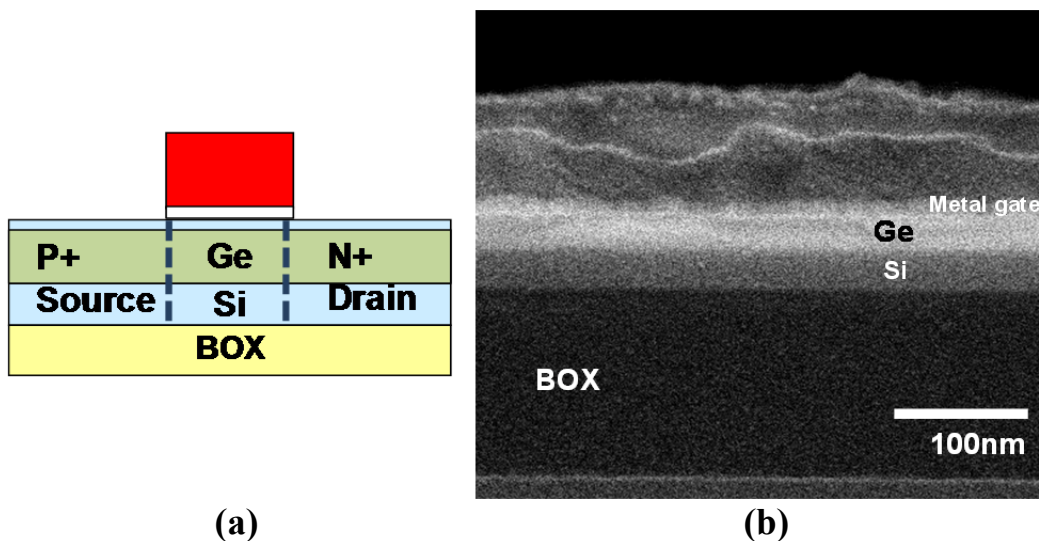 P+ Ge N+
Source Si Drain
BOX
Metal gate
Ge
Si
BOX
100nm
(a) (b)